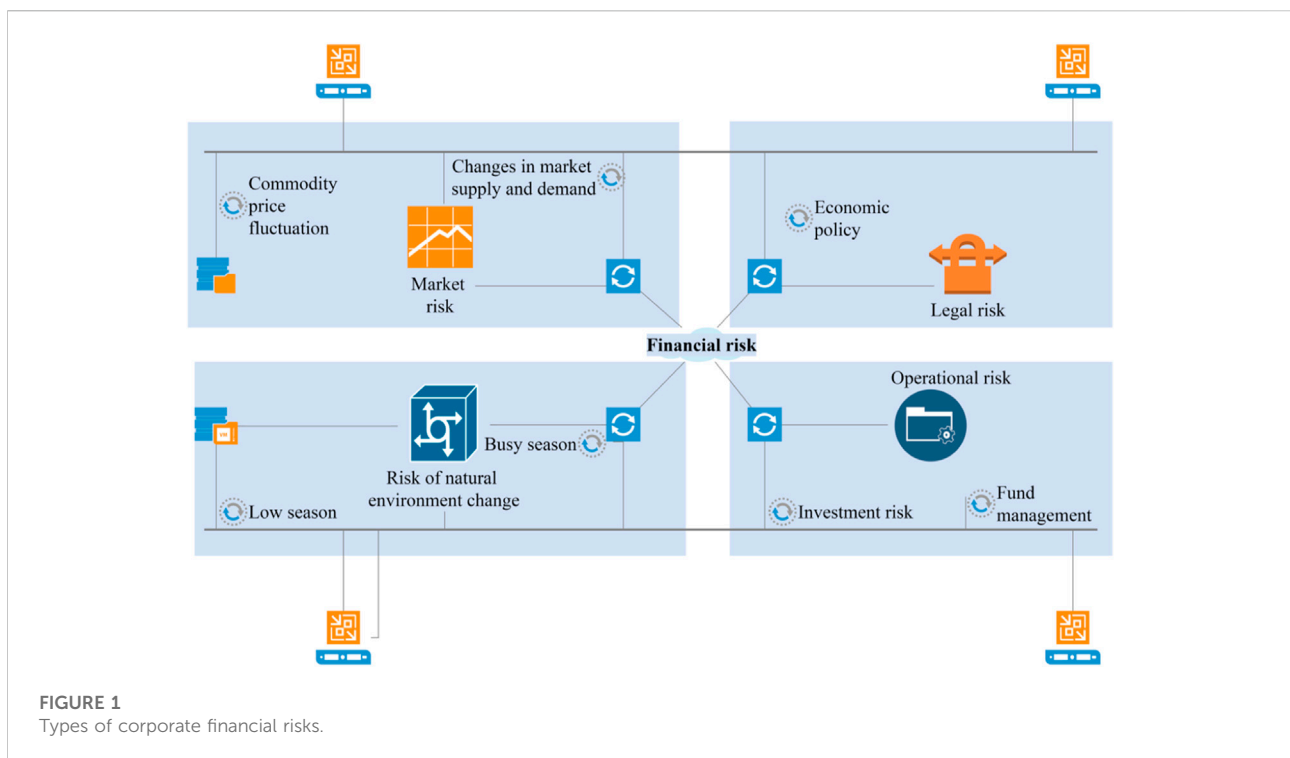 Commodity
price
fluctuation
Changes in market
supply and demand
Market
risk
Economic
policy
Legal risk
Financial risk
Busy season
Risk of natural
environment change
Low season
Operational risk
Investment risk
Fund
management
FIGURE 1
Types of corporate financial risks.